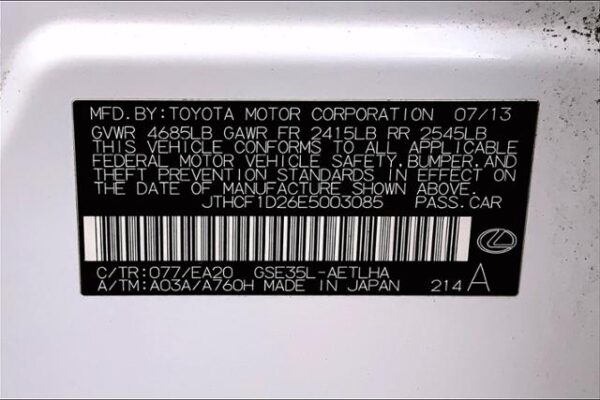 MFD.BY:TOYOTA MOTOR CORPORATION 07/13
GVWR 4685LB GAWR FR 2415LB RR 2545LB
THIS VEHICLE CONFORMS TO ALL APPLICABLE
FEDERAL MOTOR VEHICLE SAFETY,BUMPER,AND
THEFT PREVENTION STANDARDS IN EFFECT ON
THE DATE OF MANUFACTURE SHOWN ABOVE.
JTHCF1D26E5003085 PASS.CAR
C/TR:077/EA20 GSE35L-AETLHA
A/TM:A03A/A760H MADE IN JAPAN 214 A